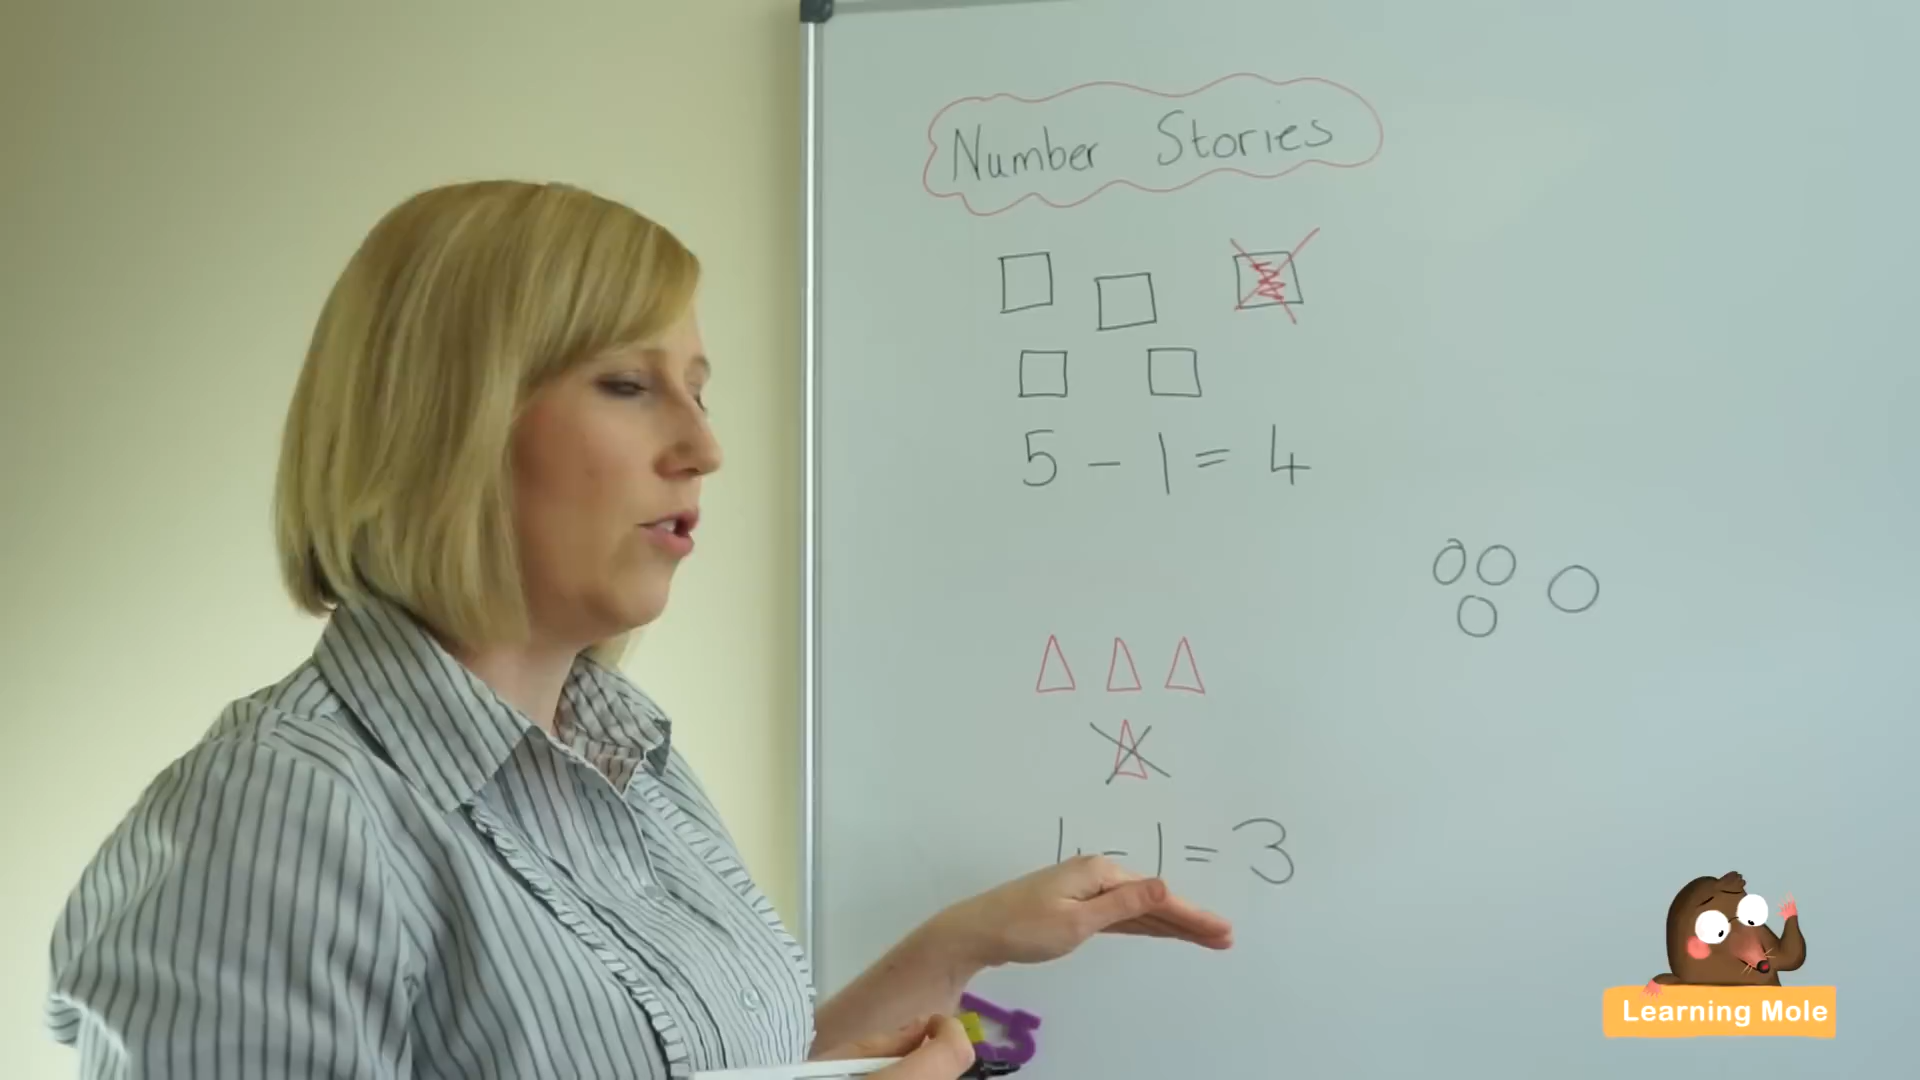 Number Stories
5 - 1 = 4
4 - 1 = 3
Learning Mole